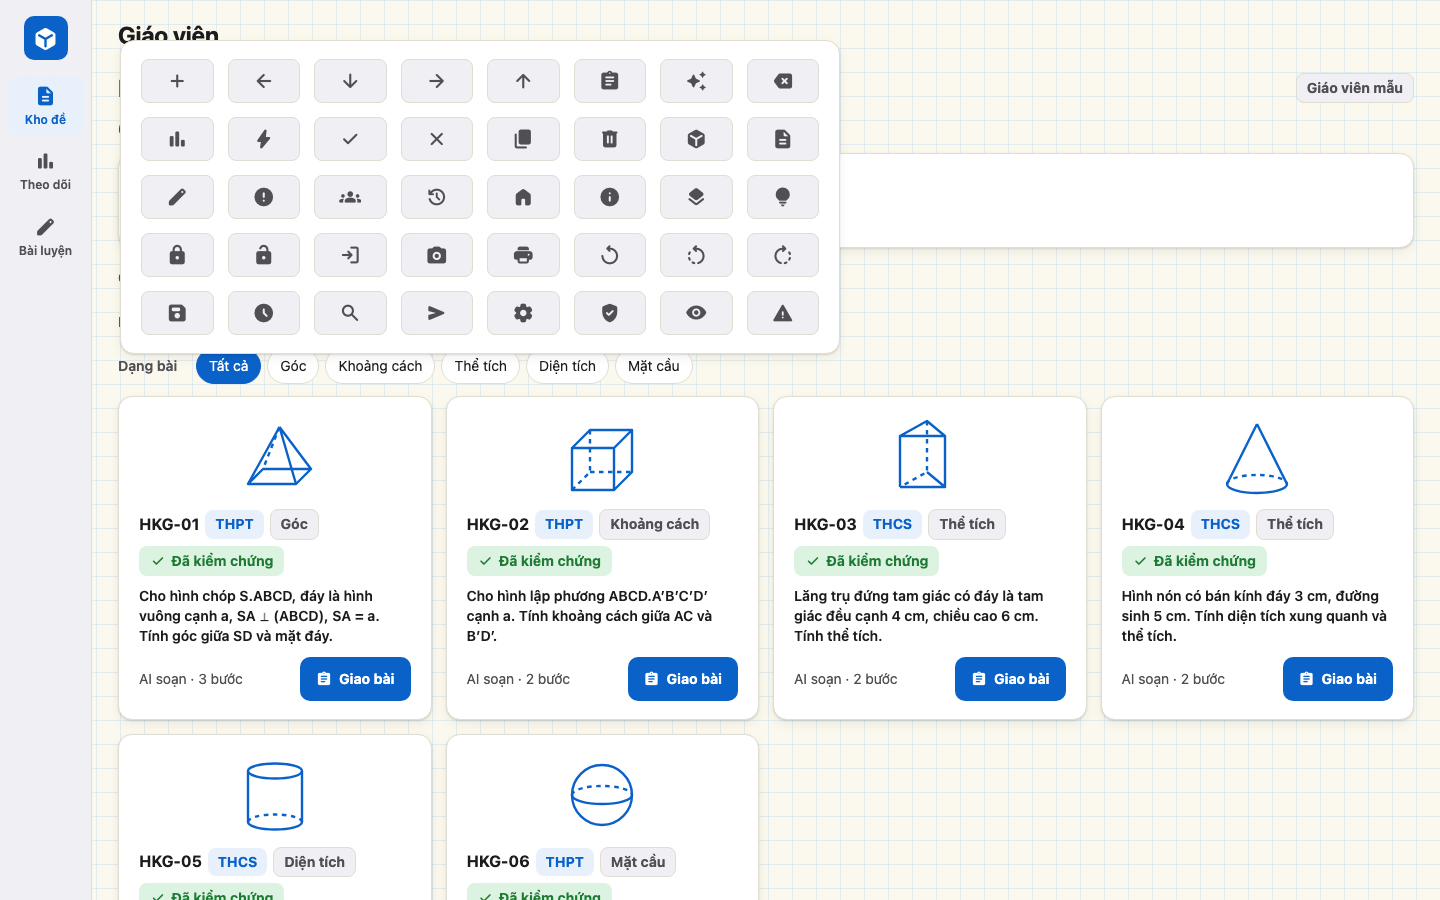 Giáo viên
Kho đề
Theo dõi
Bài luyện
Giáo viên mẫu
Dạng bài
Tất cả
Góc
Khoảng cách
Thể tích
Diện tích
Mặt cầu
HKG-01 THPT Góc
Đã kiểm chứng
Cho hình chóp S.ABCD, đáy là hình
vuông cạnh a, SA ⊥ (ABCD), SA = a.
Tính góc giữa SD và mặt đáy.
AI soạn · 3 bước
Giao bài
HKG-02 THPT Khoảng cách
Đã kiểm chứng
Cho hình lập phương ABCD.A’B’C’D’
cạnh a. Tính khoảng cách giữa AC và
B’D’.
AI soạn · 2 bước
Giao bài
HKG-03 THCS Thể tích
Đã kiểm chứng
Lăng trụ đứng tam giác có đáy là tam
giác đều cạnh 4 cm, chiều cao 6 cm.
Tính thể tích.
AI soạn · 2 bước
Giao bài
HKG-04 THCS Thể tích
Đã kiểm chứng
Hình nón có bán kính đáy 3 cm, đường
sinh 5 cm. Tính diện tích xung quanh và
thể tích.
AI soạn · 2 bước
Giao bài
HKG-05 THCS Diện tích
Đã kiểm chứng
HKG-06 THPT Mặt cầu
Đã kiểm chứng